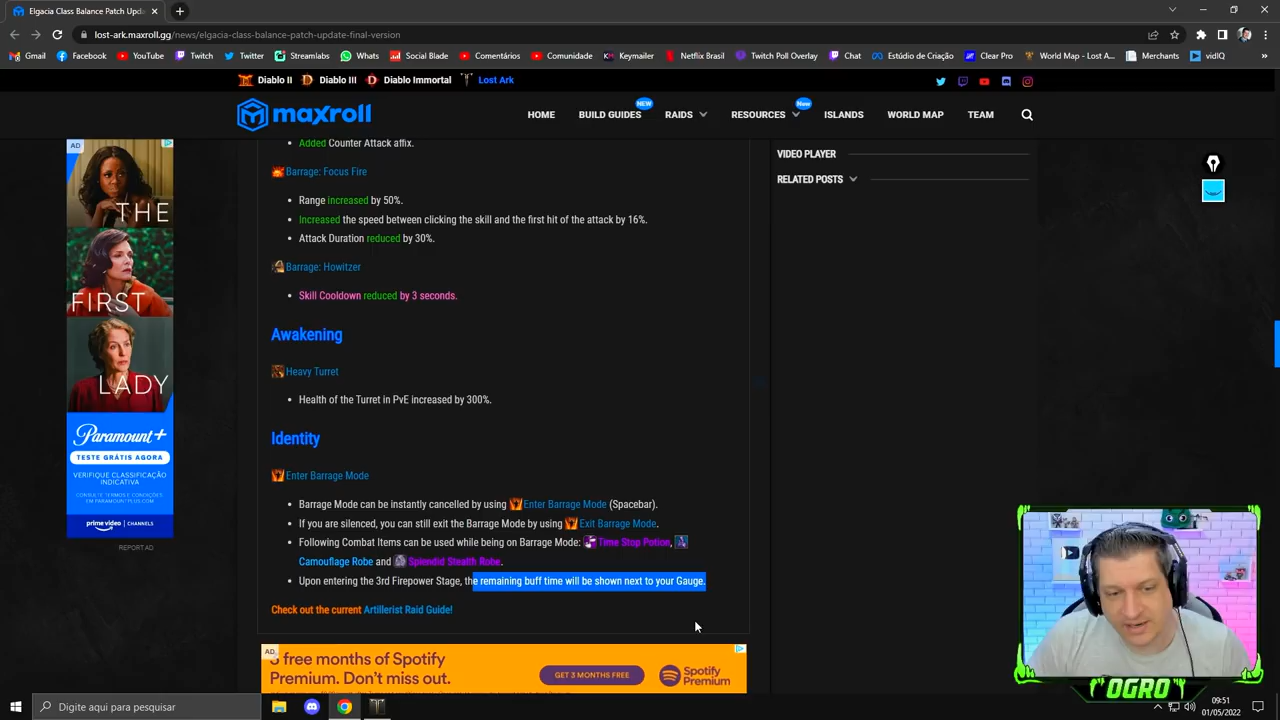 Elgacia Class Balance Patch Upda
lost-ark.maxroll.gg/news/elgacia-class-balance-patch-update-final-version
Gmail
Facebook
YouTube
Twitch
Streamlabs
Whats
Social Blade
Comentários
Comunidade
Keymailer
Netflix Brasil
Twitch Poll Overlay
Chat
Estúdio de Criação
Clear Pro
World Map - Lost A...
Merchant
vidIQ
Diablo II
Diablo III
Diablo Immortal
Lost Ark
maxroll
HOME
NEW
BUILD GUIDES
RAIDS
New
RESOURCES
ISLANDS
WORLD MAP
TEAM
AD
THE
FIRST
LADY
Paramount+
TESTE GRÁTIS AGORA
VERIFIQUE CLASSIFICAÇÃO
INDICATIVA
prime video | CHANNELS
REPORT AD
Added Counter Attack affix.
Barrage: Focus Fire
Range increased by 50%.
Increased the speed between clicking the skill and the first hit of the attack by 16%.
Attack Duration reduced by 30%.
Barrage: Howitzer
Skill Cooldown reduced by 3 seconds.
Awakening
Heavy Turret
Health of the Turret in PvE increased by 300%.
Identity
Enter Barrage Mode
Barrage Mode can be instantly cancelled by using Enter Barrage Mode (Spacebar).
If you are silenced, you can still exit the Barrage Mode by using Exit Barrage Mode.
Following Combat Items can be used while being on Barrage Mode: Time Stop Potion,
Camouflage Robe and Splendid Stealth Robe.
Upon entering the 3rd Firepower Stage, the remaining buff time will be shown next to your Gauge.
Check out the current Artillerist Raid Guide!
VIDEO PLAYER
RELATED POSTS
AD
free months of Spotify
Premium. Don't miss out.
GET 3 MONTHS FREE
Spotify
Premium
OGRO
Digite aqui para pesquisar
09:51
01/05/2022